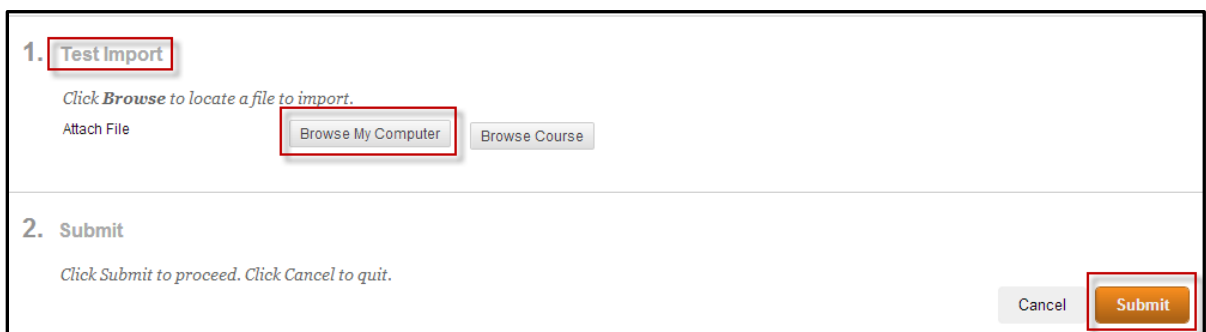 1. Test Import
Click Browse to locate a file to import.
Attach File Browse My Computer Browse Course
2. Submit
Click Submit to proceed. Click Cancel to quit.
Cancel Submit